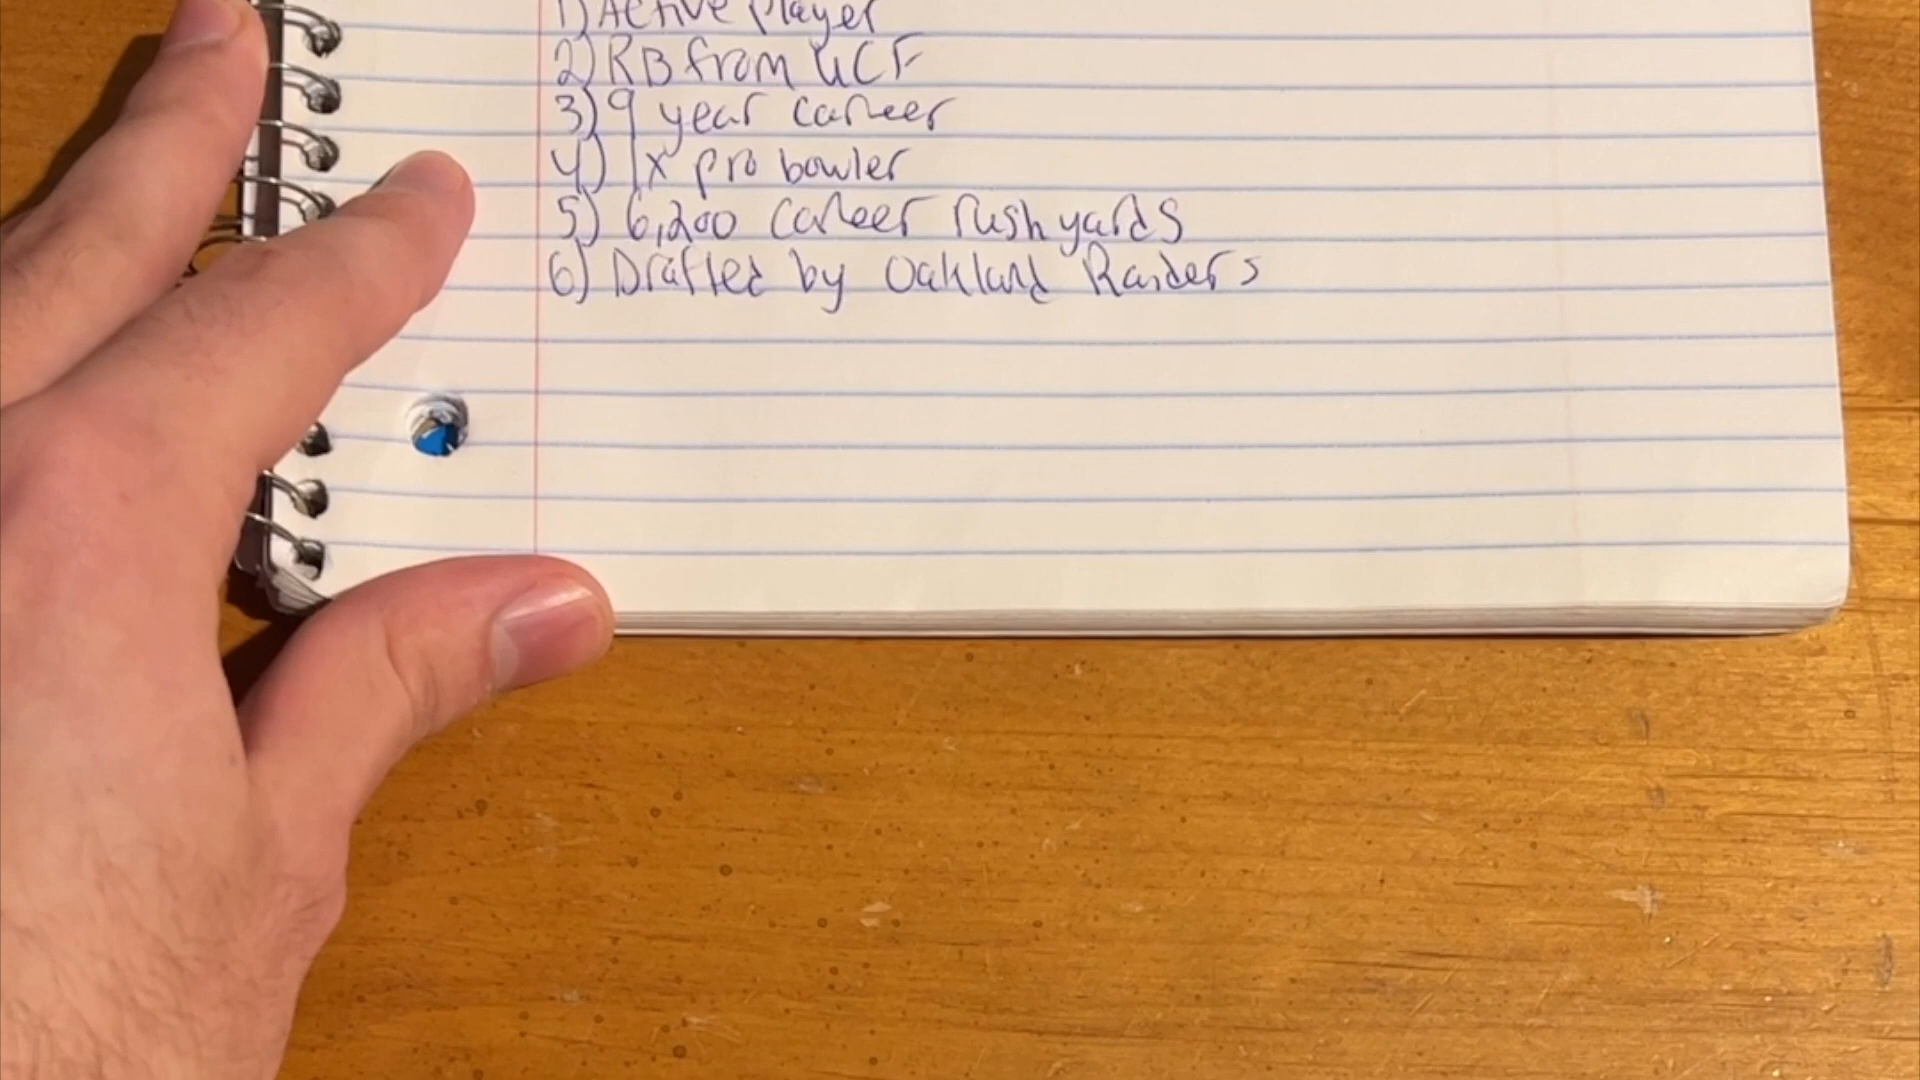 1) Active player
2) RB from UCF
3) 9 year career
4) 1x pro bowler
5) 6,200 career rush yards
6) Drafted by Oakland Raiders